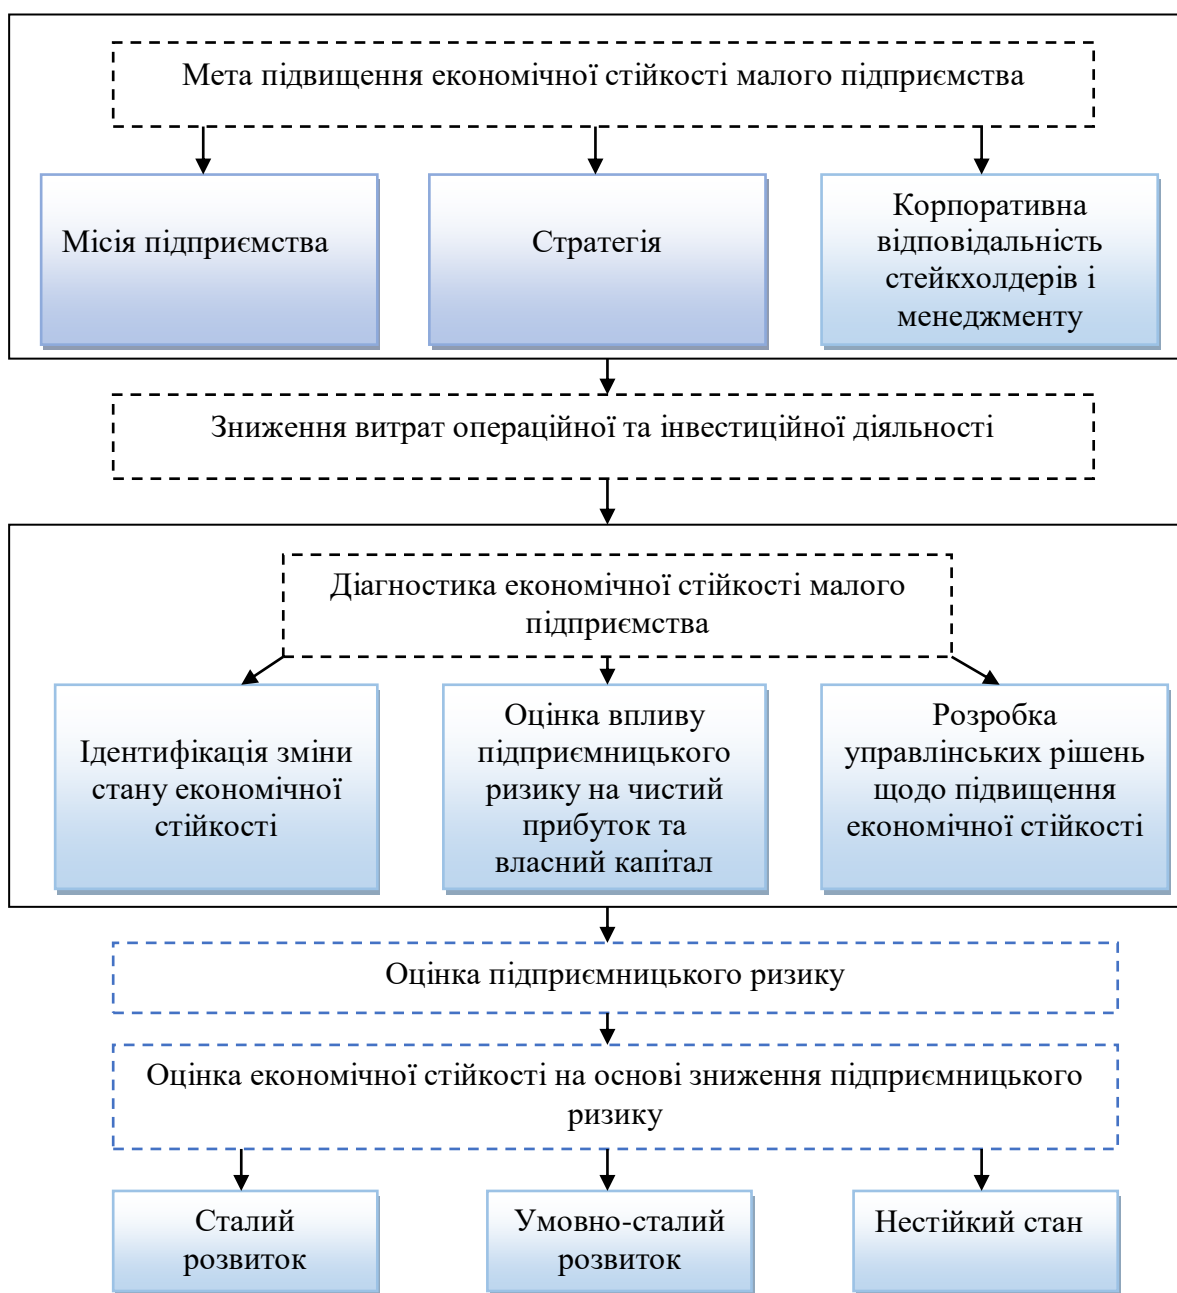 Мета підвищення економічної стійкості малого підприємства
Місія підприємства
Стратегія
Корпоративна
відповідальність
стейкхолдерів і
менеджменту
Зниження витрат операційної та інвестиційної діяльності
Діагностика економічної стійкості малого
підприємства
Ідентифікація зміни
стану економічної
стійкості
Оцінка впливу
підприємницького
ризику на чистий
прибуток та
власний капітал
Розробка
управлінських рішень
щодо підвищення
економічної стійкості
Оцінка підприємницького ризику
Оцінка економічної стійкості на основі зниження підприємницького
ризику
Сталий
розвиток
Умовно-сталий
розвиток
Нестійкий стан